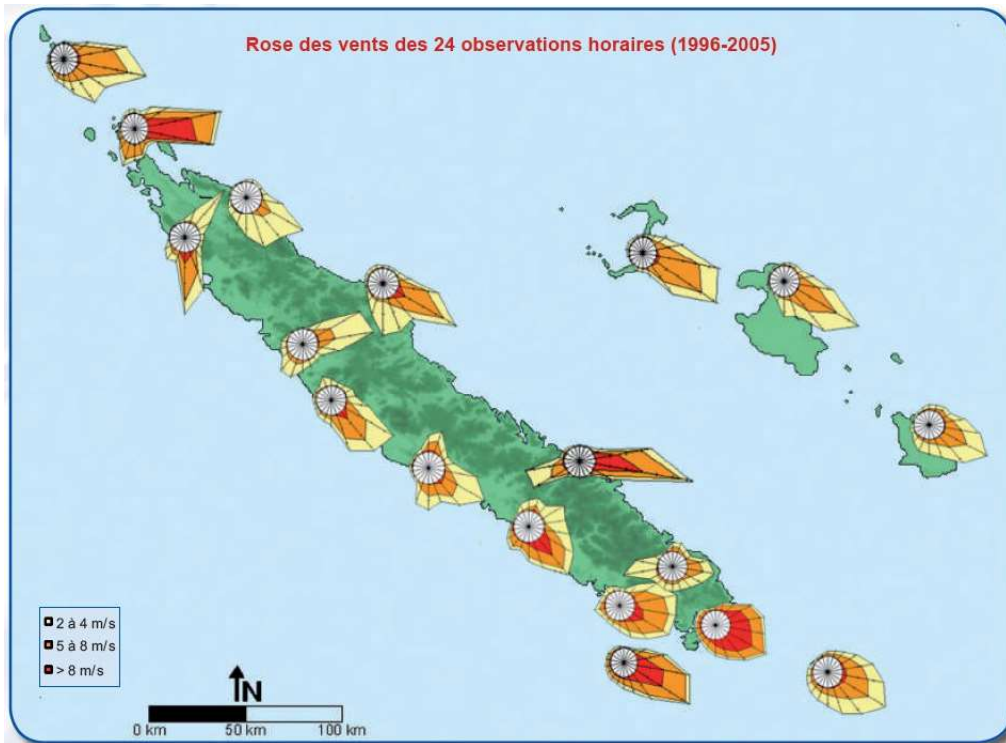 Rose des vents des 24 observations horaires (1996-2005)
2 à 4 m/s
5 à 8 m/s
> 8 m/s
N
0 km 50 km 100 km